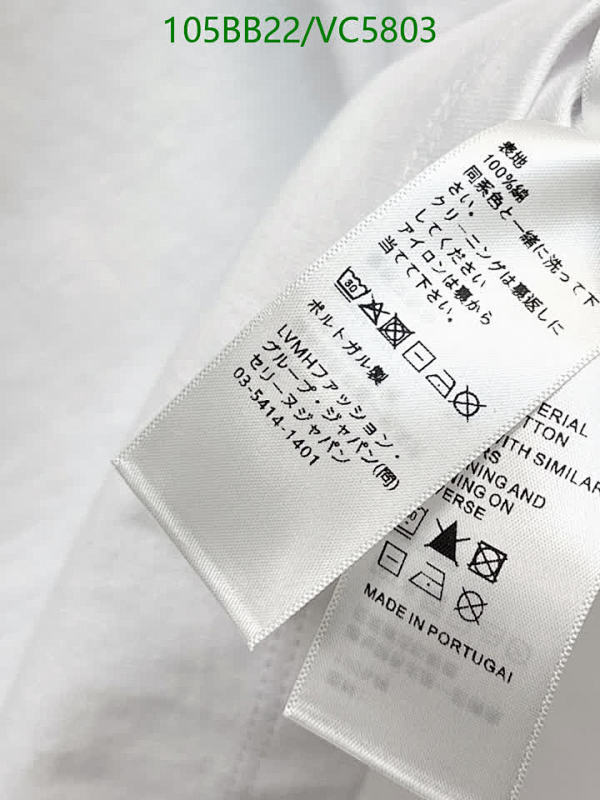 105BB22/VC5803
表地
100%綿
同系色と一緒に洗って下
さい。
クリーニングは裏返しに
してください
アイロンは裏から
当てて下さい。
30
ポルトガル製
LVMHファッション・
グループ・ジャパン(同)
セリーヌジャパン
03-5414-1401
ERIAL
TTON
ITH SIMILAR
RS
NING AND
NING ON
ERSE
MADE IN PORTUGAL